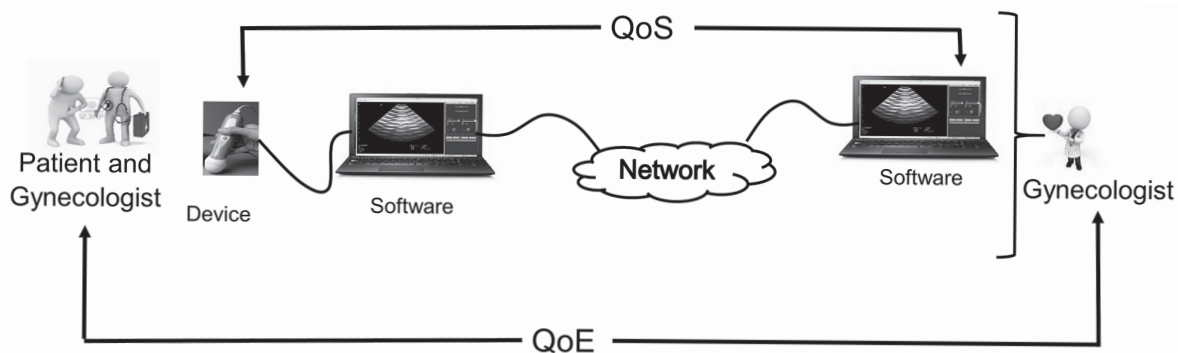 QoS
Patient and
Gynecologist
Device
Software
Network
Software
Gynecologist
QoE